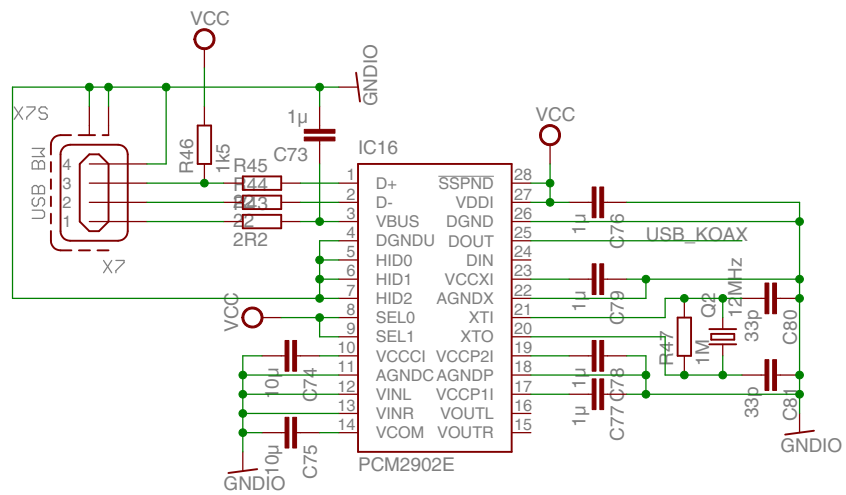 VCC
X7S
USB BW
4
3
2
1
X7
R46
1k5
1µ
C73
GNDIO
R45
R44
R43
22
2R2
VCC
IC16
1 D+ SSPND 28
2 D- VDDI 27
3 VBUS DGND 26
4 DGNDU DOUT 25
5 HID0 DIN 24
6 HID1 VCCXI 23
7 HID2 AGNDX 22
8 SEL0 XTI 21
9 SEL1 XTO 20
10 VCCCI VCCP2I 19
11 AGNDC AGNDP 18
12 VINL VCCP1I 17
13 VINR VOUTL 16
14 VCOM VOUTR 15
PCM2902E
VCC
10µ
C74
10µ
C75
GNDIO
1µ
C76
USB_KOAX
1µ
C79
1µ
C78
1µ
C77
R47
1M
Q2
12MHz
33p
C80
33p
C81
GNDIO